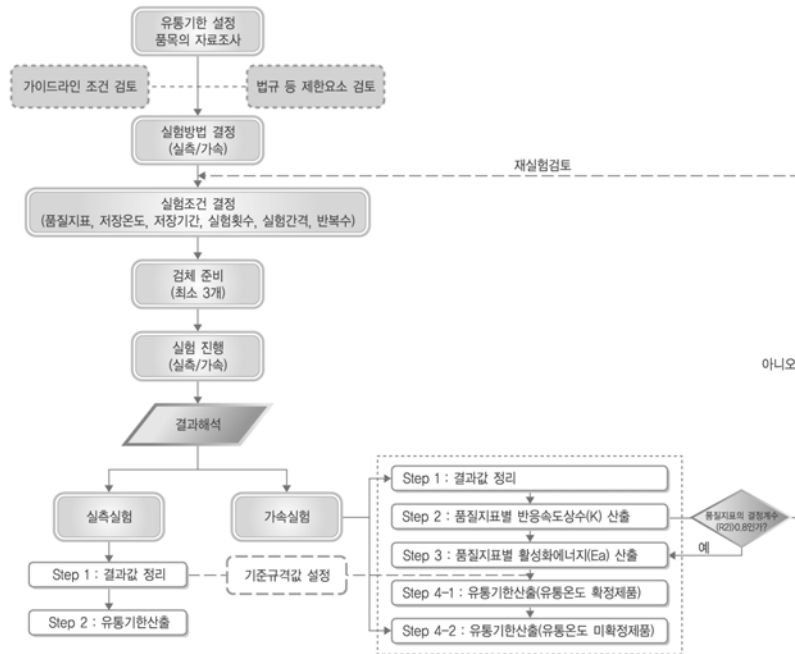 유통기한 설정
품목의 자료조사
가이드라인 조건 검토
법규 등 제한요소 검토
실험방법 결정
(실측/가속)
재실험검토
실험조건 결정
(품질지표, 저장온도, 저장기간, 실험횟수, 실험간격, 반복수)
검체 준비
(최소 3개)
실험 진행
(실측/가속)
아니오
결과해석
실측실험
가속실험
Step 1 : 결과값 정리
Step 2 : 유통기한산출
기준규격값 설정
Step 1 : 결과값 정리
Step 2 : 품질지표별 반응속도상수(K) 산출
품질지표의 결정계수
(R2)>0.8인가?
예
Step 3 : 품질지표별 활성화에너지(Ea) 산출
Step 4-1 : 유통기한산출(유통온도 확정제품)
Step 4-2 : 유통기한산출(유통온도 미확정제품)